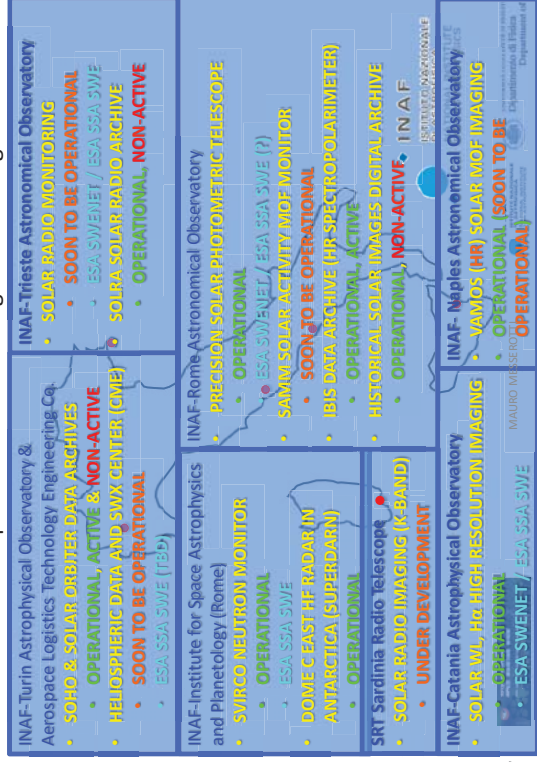 INAF-Turin Astrophysical Observatory &
Aerospace Logistics Technology Engineering Co.
• SOHO & SOLAR ORBITER DATA ARCHIVES
• OPERATIONAL, ACTIVE & NON-ACTIVE
• HELIOSPHERIC DATA AND SWX CENTER (CME)
• SOON TO BE OPERATIONAL
• ESA SSA SWE (TBD)
INAF-Trieste Astronomical Observatory
• SOLAR RADIO MONITORING
• SOON TO BE OPERATIONAL
• ESA SWENET / ESA SSA SWE
• SOLRA SOLAR RADIO ARCHIVE
• OPERATIONAL, NON-ACTIVE
INAF-Institute for Space Astrophysics
and Planetology (Rome)
• SVIRCO NEUTRON MONITOR
• OPERATIONAL
• ESA SSA SWE
• DOME C EAST HF RADAR IN
ANTARCTICA (SUPERDARN)
• OPERATIONAL
INAF-Rome Astronomical Observatory
• PRECISION SOLAR PHOTOMETRIC TELESCOPE
• OPERATIONAL
• ESA SWENET / ESA SSA SWE (?)
• SAMM SOLAR ACTIVITY MOF MONITOR
• SOON TO BE OPERATIONAL
• IBIS DATA ARCHIVE (HR-SPECTROPOLARIMETER)
• OPERATIONAL, ACTIVE
• HISTORICAL SOLAR IMAGES DIGITAL ARCHIVE
• OPERATIONAL, NON-ACTIVE
INAF
ISTITUTO NAZIONALE
SRT Sardinia Radio Telescope
• SOLAR RADIO IMAGING (K-BAND)
• UNDER DEVELOPMENT
INAF-Catania Astrophysical Observatory
• SOLAR WL, Hα HIGH RESOLUTION IMAGING
• OPERATIONAL
• ESA SWENET / ESA SSA SWE
MAURO MESSEROTTI
INAF- Naples Astronomical Observatory
• VAMOS (HR) SOLAR MOF IMAGING
• OPERATIONAL (SOON TO BE
OPERATIONAL)
Dipartimento di Fisica
Department of